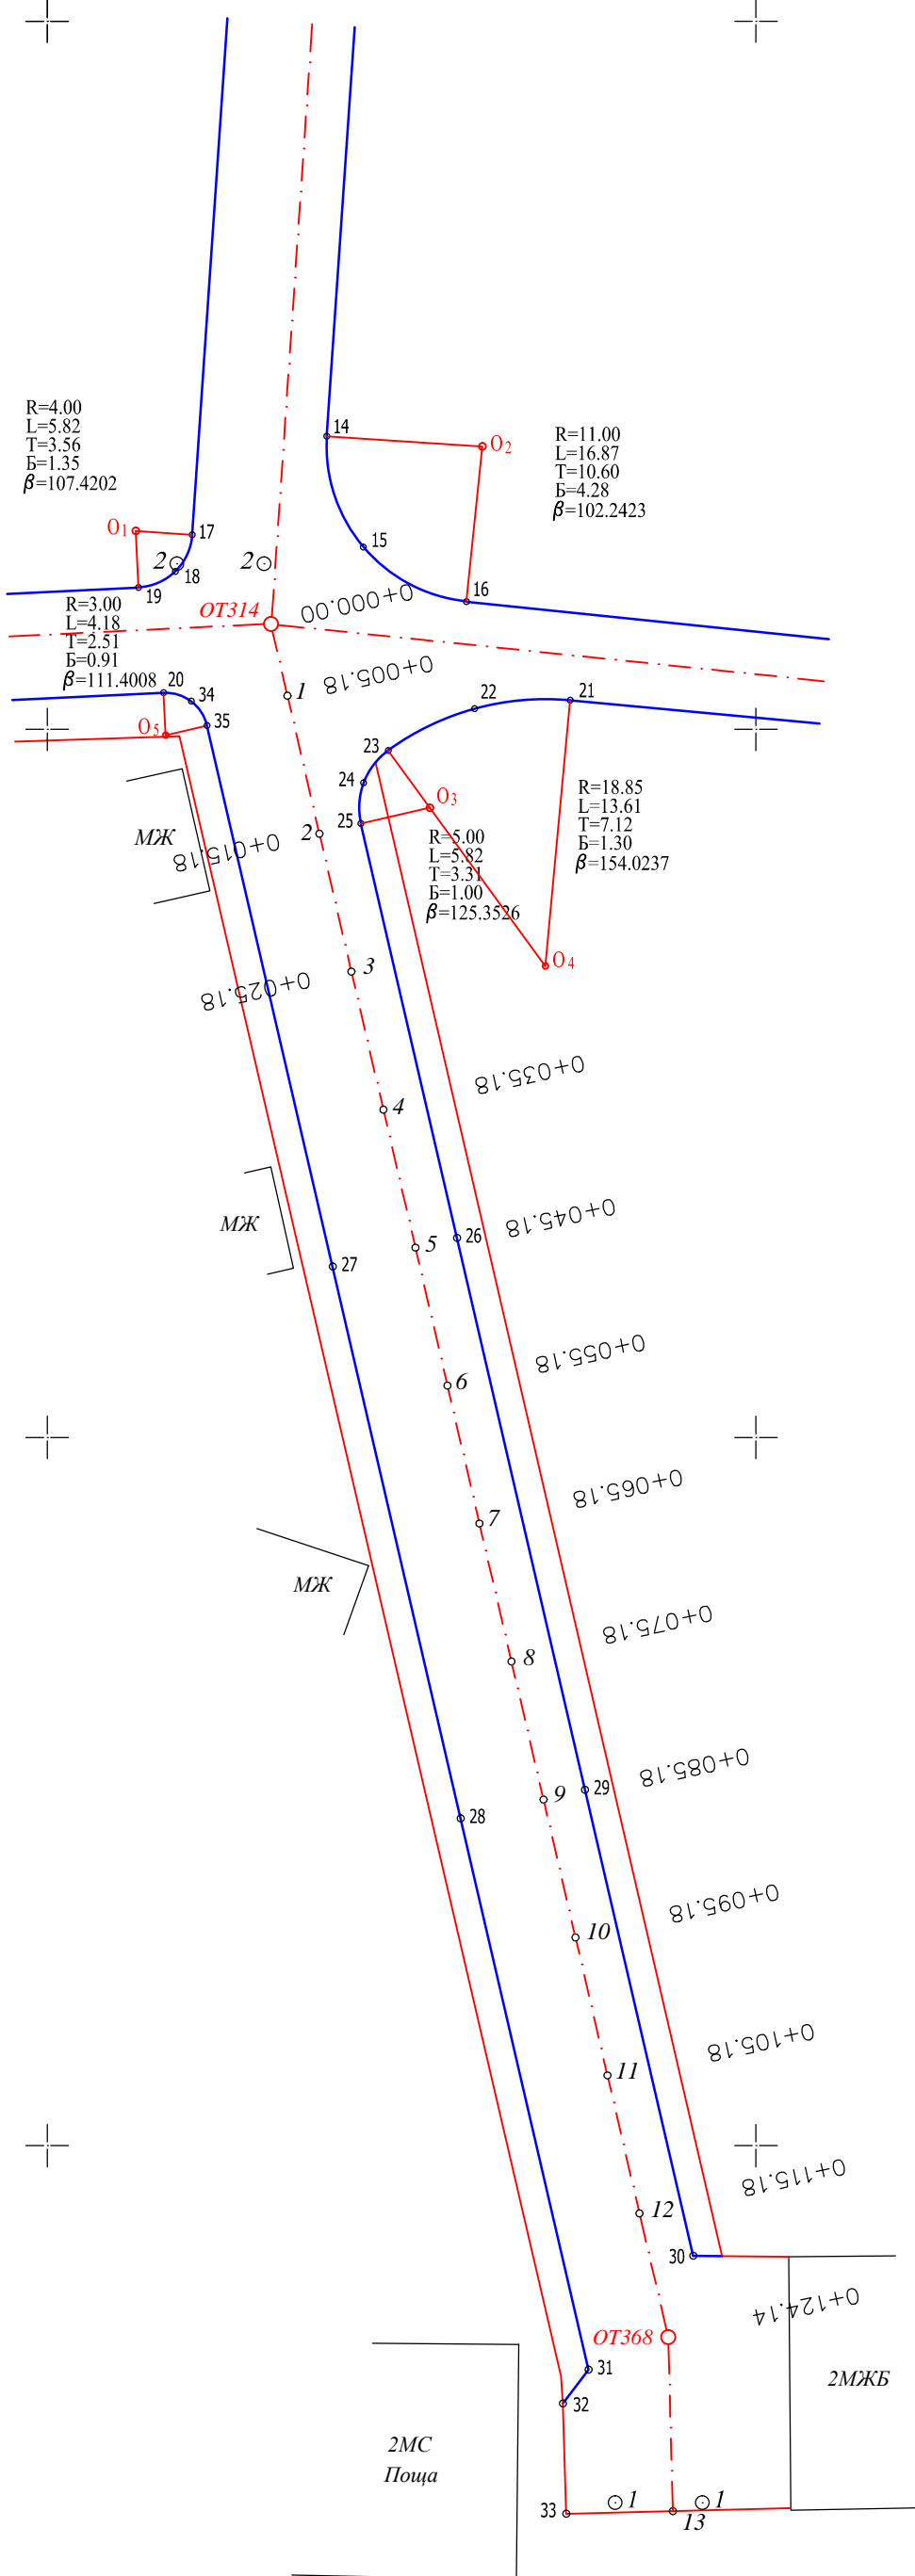 R=4.00
L=5.82
T=3.56
Б=1.35
β=107.4202
14
O2
R=11.00
L=16.87
T=10.60
Б=4.28
β=102.2423
O1
17
15
2
2
18
19
16
R=3.00
L=4.18
T=2.51
Б=0.91
β=111.4008
ОТ314
0+000.00
20
34
1
0+005.18
22
21
O5
35
23
24
O3
25
МЖ
2
0+015.18
R=5.00
L=5.82
T=3.31
Б=1.00
β=125.3526
R=18.85
L=13.61
T=7.12
Б=1.30
β=154.0237
O4
3
0+025.18
0+035.18
4
МЖ
0+045.18
5
26
27
0+055.18
6
0+065.18
7
МЖ
0+075.18
8
0+085.18
9
29
28
0+095.18
10
0+105.18
11
0+115.18
12
30
0+124.14
ОТ368
31
2МЖБ
32
2МС
Поща
33
1
1
13